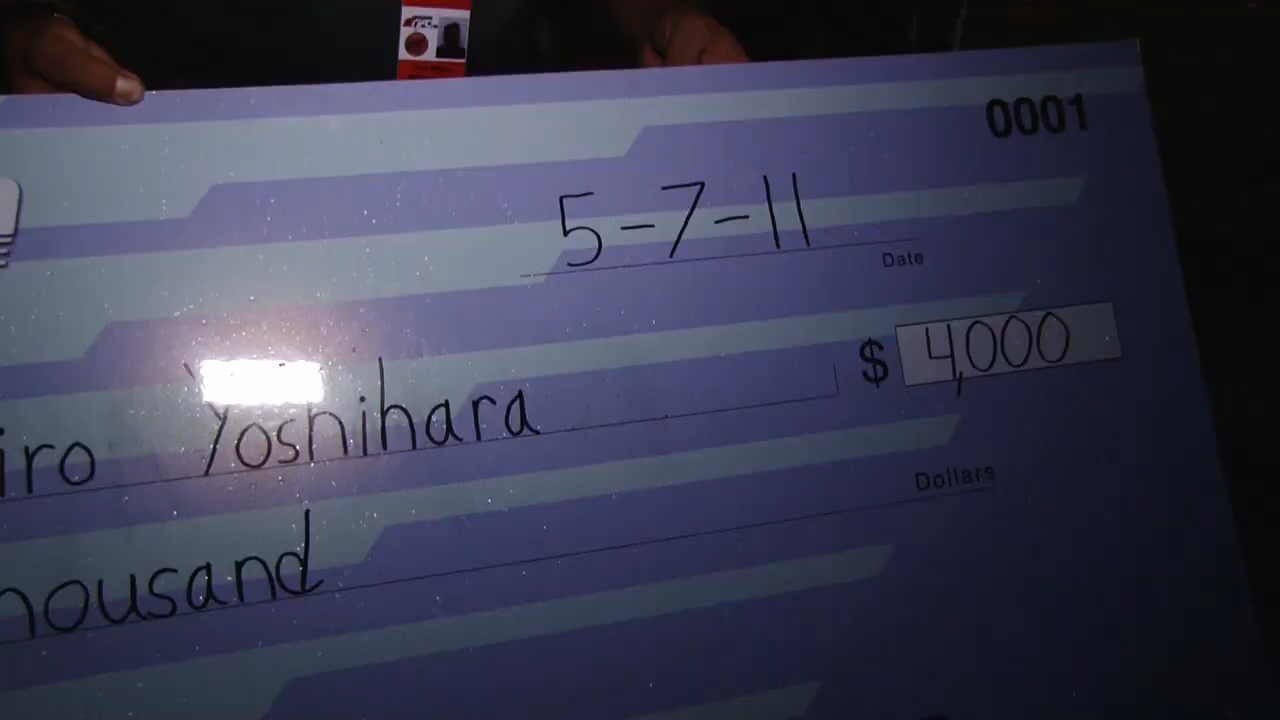 0001
5-7-11
Date
iro Yoshihara $ 4,000
housand Dollars